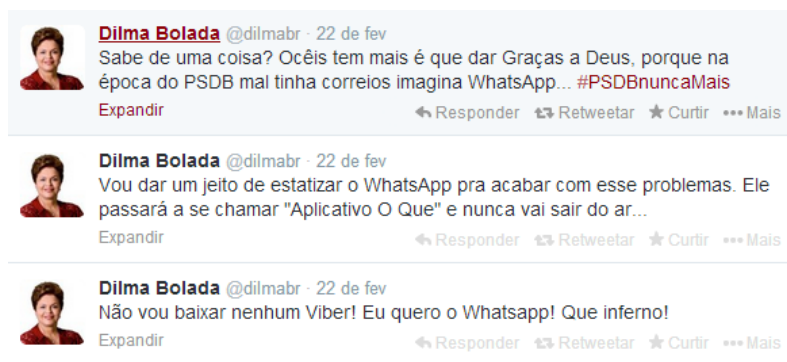 Dilma Bolada @dilmabr · 22 de fev
Sabe de uma coisa? Ocêis tem mais é que dar Graças a Deus, porque na
época do PSDB mal tinha correios imagina WhatsApp... #PSDBnuncaMais
Expandir Responder Retweetar Curtir Mais
Dilma Bolada @dilmabr · 22 de fev
Vou dar um jeito de estatizar o WhatsApp pra acabar com esse problemas. Ele
passará a se chamar "Aplicativo O Que" e nunca vai sair do ar...
Expandir Responder Retweetar Curtir Mais
Dilma Bolada @dilmabr · 22 de fev
Não vou baixar nenhum Viber! Eu quero o Whatsapp! Que inferno!
Expandir Responder Retweetar Curtir Mais